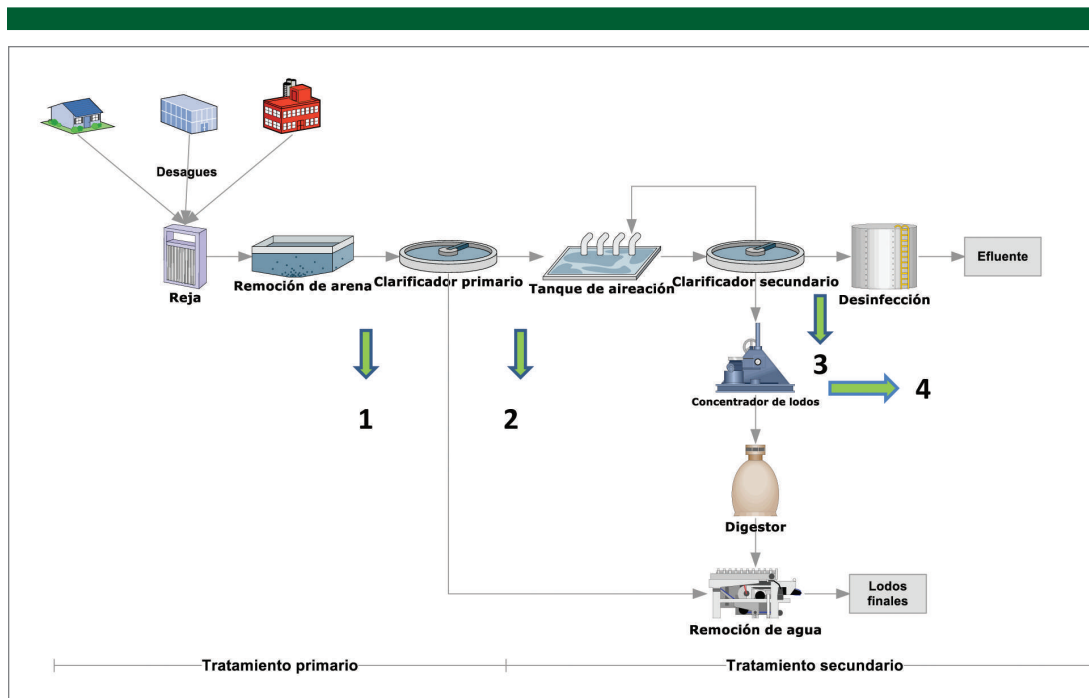 Desagues
Reja
Remoción de arena
Clarificador primario
Tanque de aireación
Clarificador secundario
Desinfección
Efluente
1
2
3
4
Concentrador de lodos
Digestor
Remoción de agua
Lodos
finales
Tratamiento primario
Tratamiento secundario